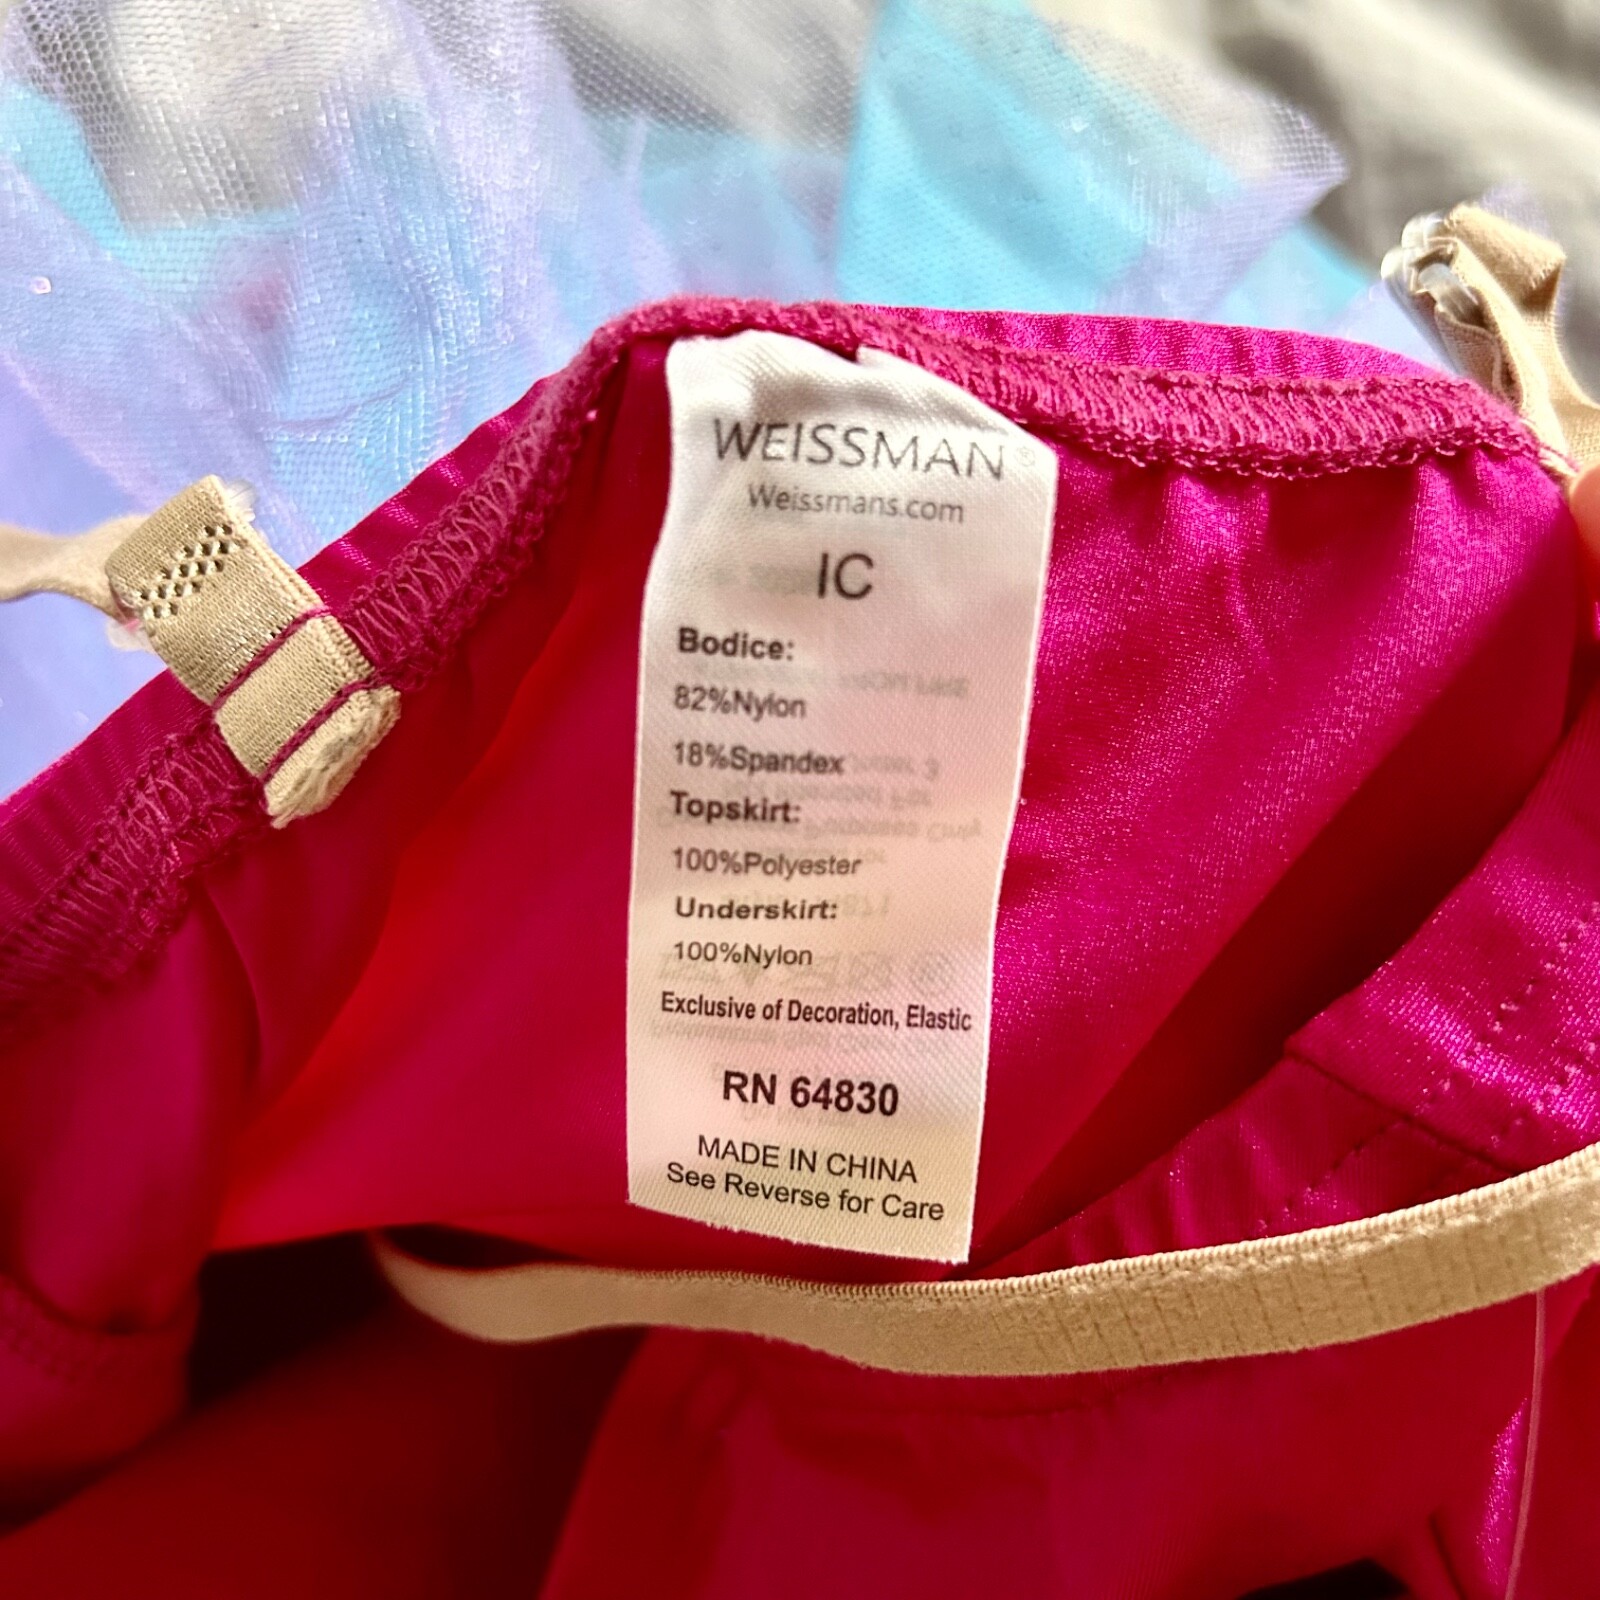 WEISSMAN®
Weissmans.com
IC
Bodice:
82%Nylon
18%Spandex
Topskirt:
100%Polyester
Underskirt:
100%Nylon
Exclusive of Decoration, Elastic
RN 64830
MADE IN CHINA
See Reverse for Care